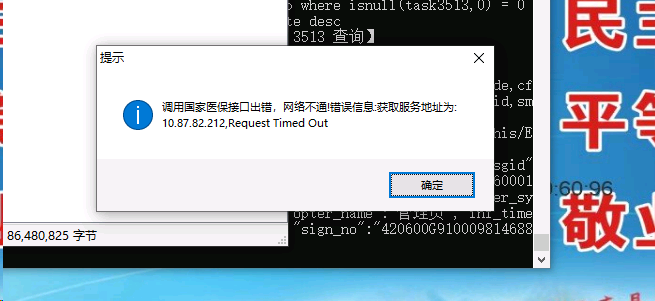 where isnull(task3513,0) = 0
te desc
3513 查询】
提示
调用国家医保接口出错，网络不通!错误信息:获取服务地址为:
10.87.82.212,Request Timed Out
确定
86,480,825 字节
de,cf
id,sm
his/E
sgid"
60001
:60:96
er_sy
opter_name":"管理员","inf_time
"sign_no":"420600G910009814688
平等
敬业